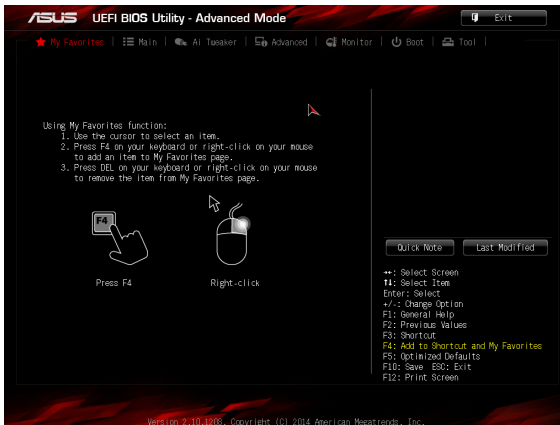 ASUS UEFI BIOS Utility - Advanced Mode
Exit
My Favorites | Main | Ai Tweaker | Advanced | Monitor | Boot | Tool |
Using My Favorites function:
1. Use the cursor to select an item.
2. Press F4 on your keyboard or right-click on your mouse
to add an item to My Favorites page.
3. Press DEL on your keyboard or right-click on your mouse
to remove the item from My Favorites page.
F4
Press F4
Right-click
Quick Note
Last Modified
→←: Select Screen
↑↓: Select Item
Enter: Select
+/-: Change Option
F1: General Help
F2: Previous Values
F3: Shortcut
F4: Add to Shortcut and My Favorites
F5: Optimized Defaults
F10: Save ESC: Exit
F12: Print Screen
Version 2.10.1208. Copyright (C) 2014 American Megatrends, Inc.